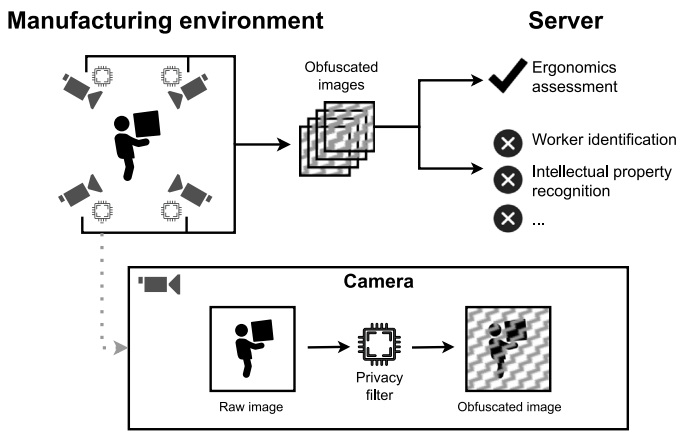 Manufacturing environment
Server
Obfuscated
images
Ergonomics
assessment
Worker identification
Intellectual property
recognition
...
Camera
Privacy
filter
Raw image
Obfuscated image